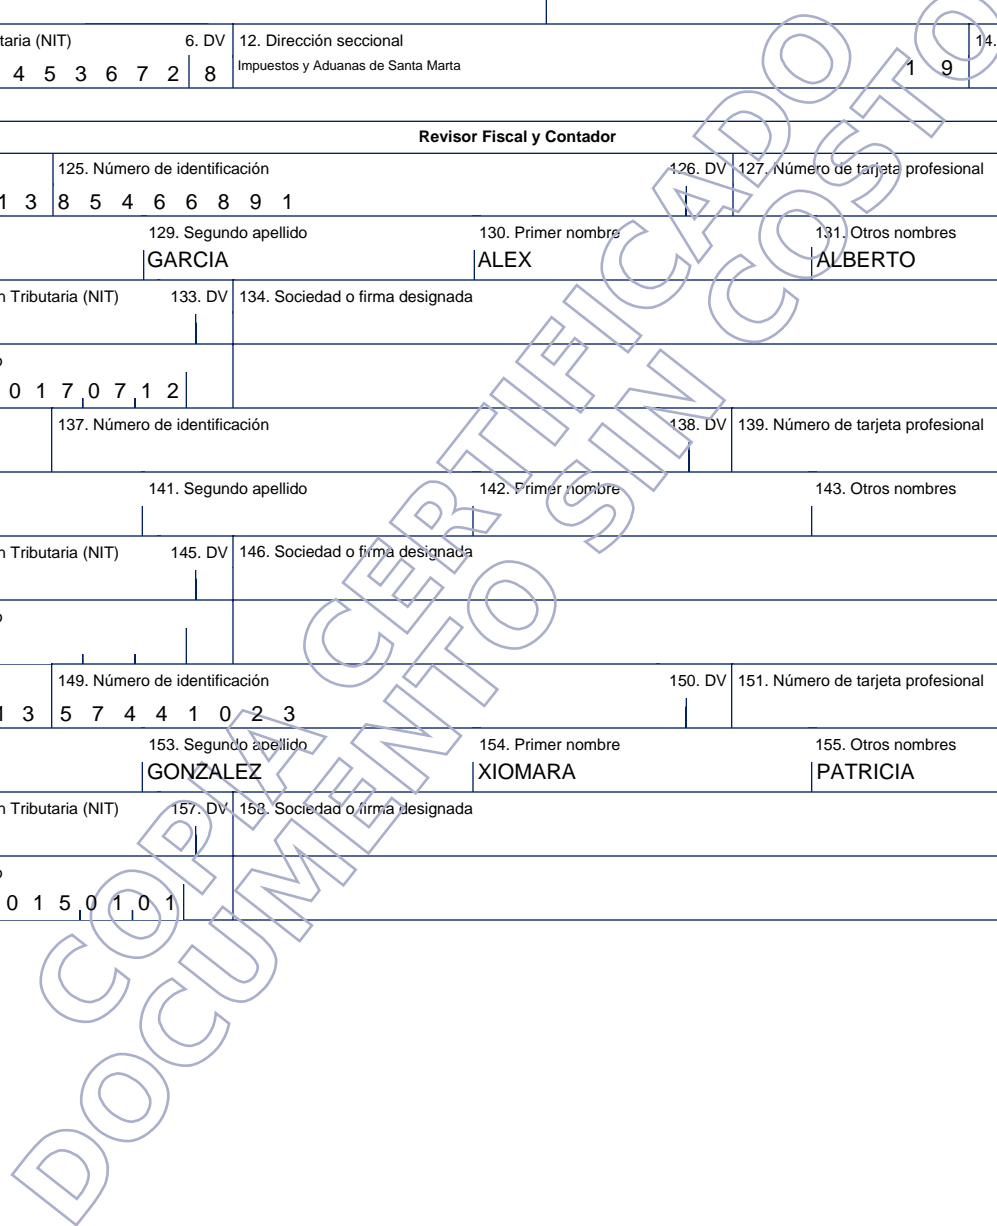 taria (NIT) 6. DV 12. Dirección seccional 14.
4 5 3 6 7 2 8 Impuestos y Aduanas de Santa Marta 1 9
Revisor Fiscal y Contador
125. Número de identificación 126. DV 127. Número de tarjeta profesional
1 3 8 5 4 6 6 8 9 1
129. Segundo apellido 130. Primer nombre 131. Otros nombres
GARCIA ALEX ALBERTO
n Tributaria (NIT) 133. DV 134. Sociedad o firma designada
o
0 1 7 0 7 1 2
137. Número de identificación 138. DV 139. Número de tarjeta profesional
141. Segundo apellido 142. Primer nombre 143. Otros nombres
n Tributaria (NIT) 145. DV 146. Sociedad o firma designada
o
149. Número de identificación 150. DV 151. Número de tarjeta profesional
1 3 5 7 4 4 1 0 2 3
153. Segundo apellido 154. Primer nombre 155. Otros nombres
GONZALEZ XIOMARA PATRICIA
n Tributaria (NIT) 157. DV 158. Sociedad o firma designada
o
0 1 5 0 1 0 1
COPIA CERTIFICADO
DOCUMENTO SIN COSTO